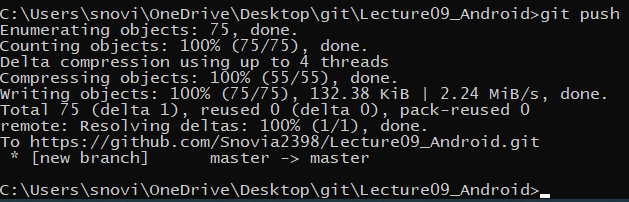 C:\Users\snovi\OneDrive\Desktop\git\Lecture09_Android>git push
Enumerating objects: 75, done.
Counting objects: 100% (75/75), done.
Delta compression using up to 4 threads
Compressing objects: 100% (55/55), done.
Writing objects: 100% (75/75), 132.38 KiB | 2.24 MiB/s, done.
Total 75 (delta 1), reused 0 (delta 0), pack-reused 0
remote: Resolving deltas: 100% (1/1), done.
To https://github.com/Snovia2398/Lecture09_Android.git
 * [new branch]      master -> master
C:\Users\snovi\OneDrive\Desktop\git\Lecture09_Android>